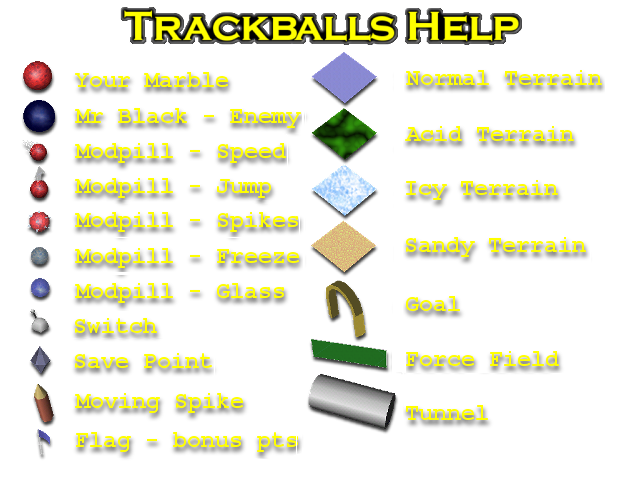 Trackballs Help
Your Marble
Mr Black - Enemy
Modpill - Speed
Modpill - Jump
Modpill - Spikes
Modpill - Freeze
Modpill - Glass
Switch
Save Point
Moving Spike
Flag - bonus pts
Normal Terrain
Acid Terrain
Icy Terrain
Sandy Terrain
Goal
Force Field
Tunnel